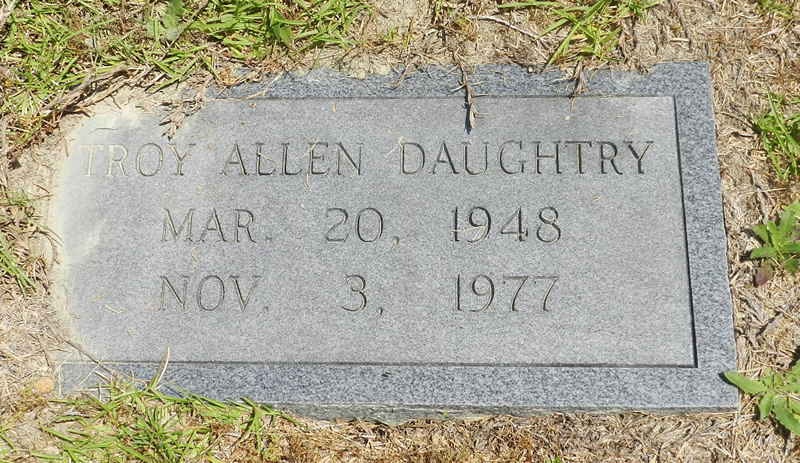 TROY ALLEN DAUGHTRY
MAR. 20, 1948
NOV. 3, 1977